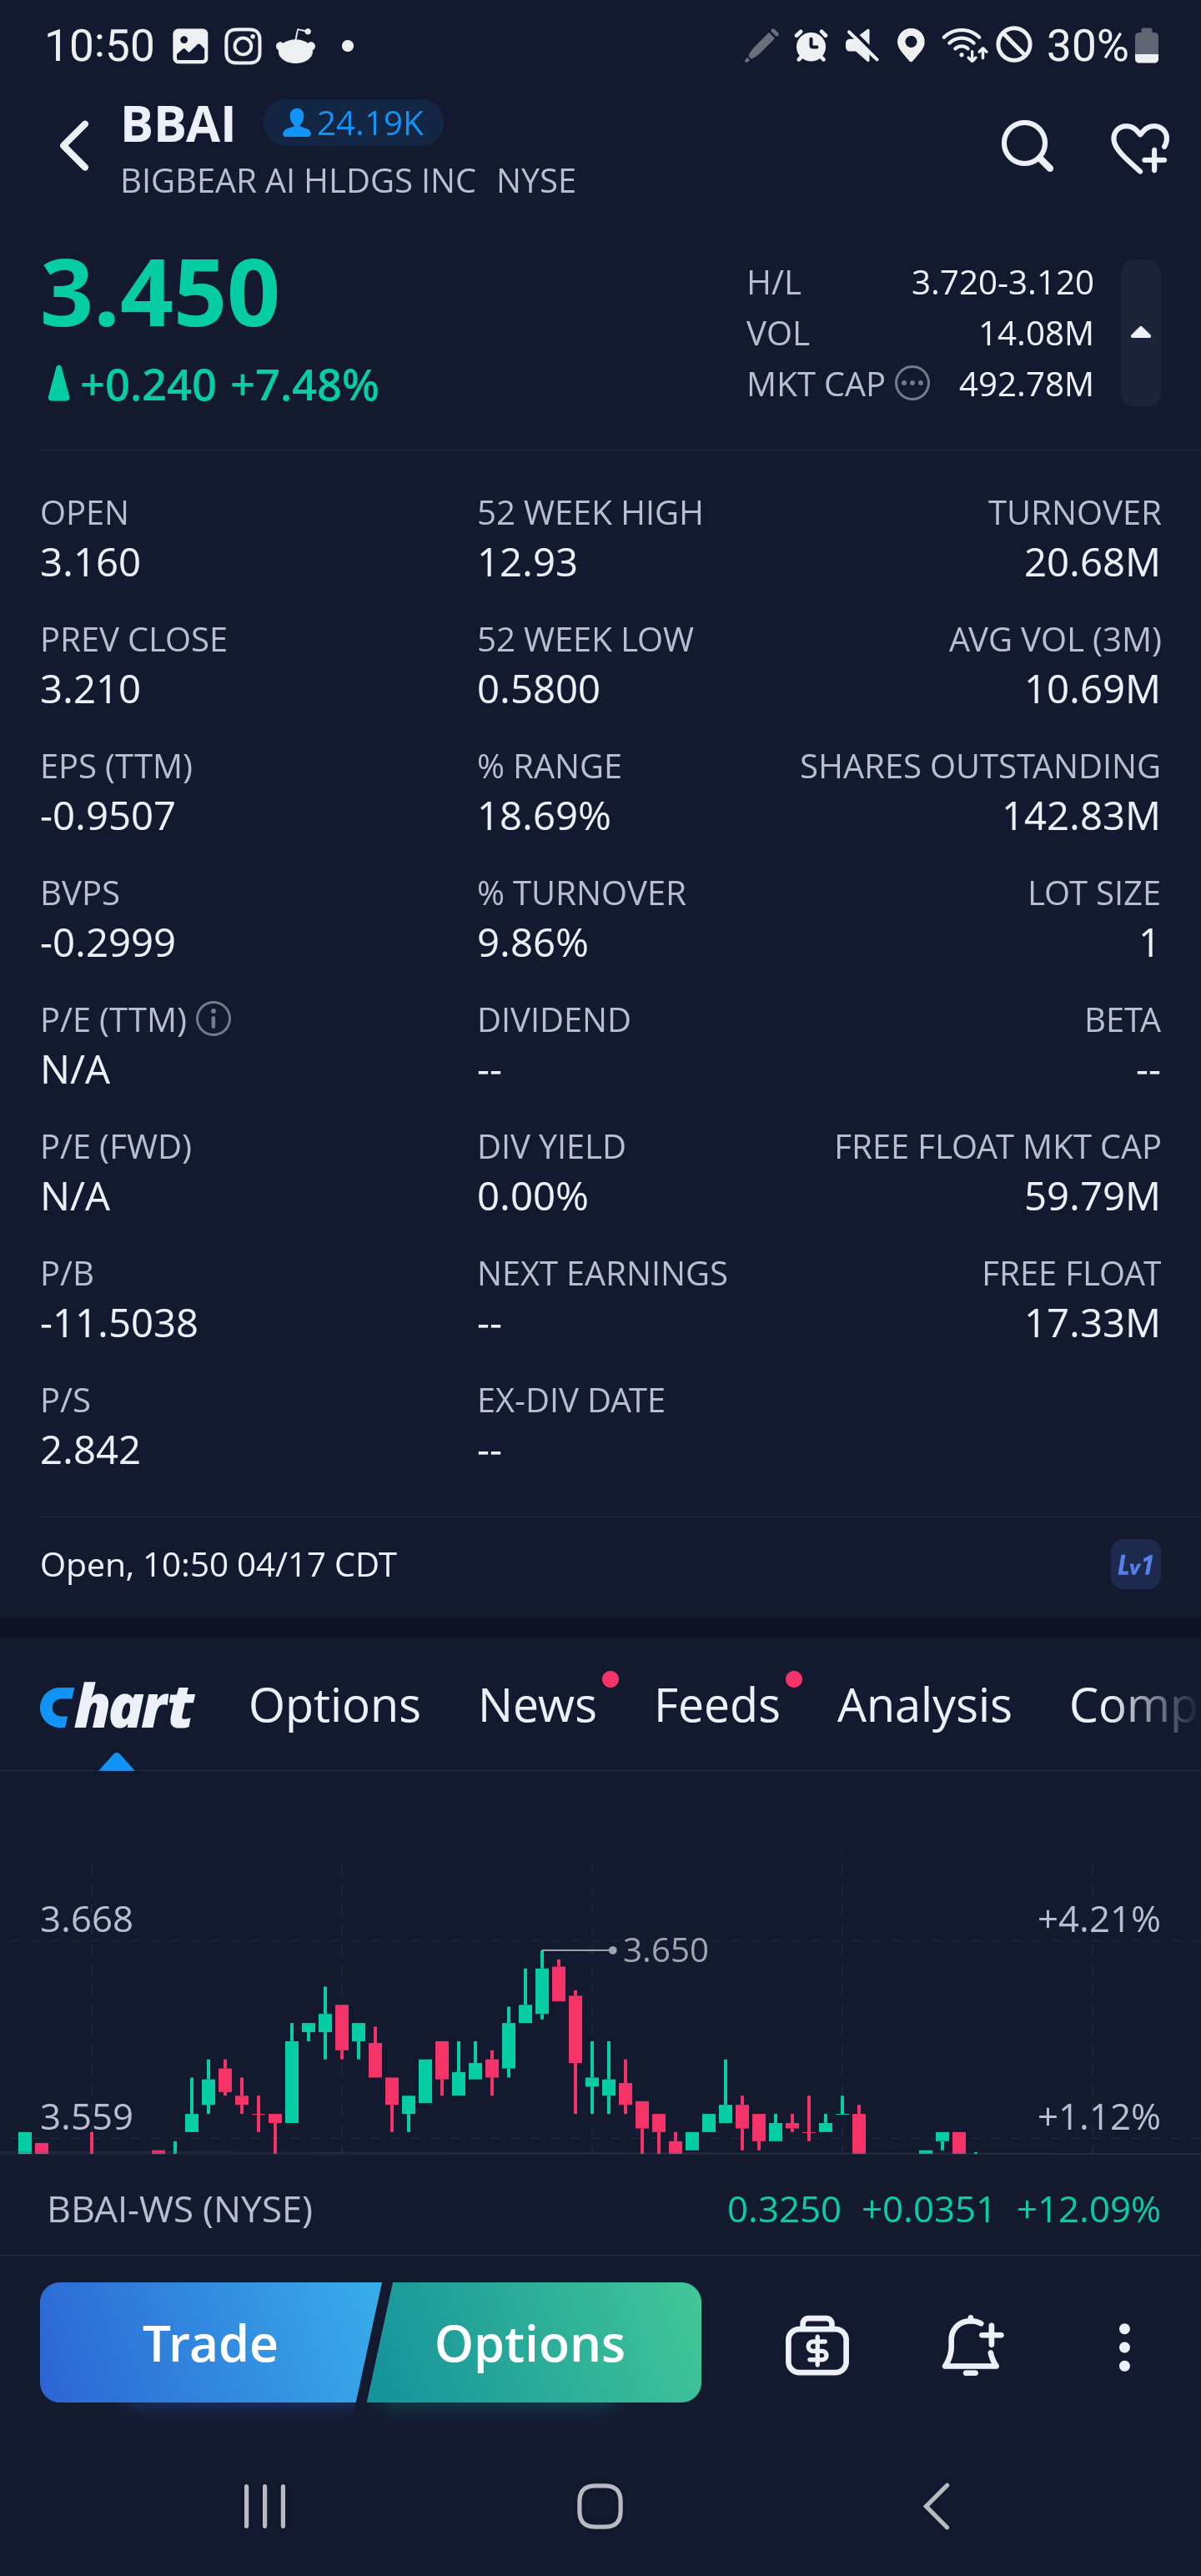 10:50
30%
BBAI 24.19K
BIGBEAR AI HLDGS INC NYSE
3.450
+0.240 +7.48%
H/L 3.720-3.120
VOL 14.08M
MKT CAP 492.78M
OPEN 52 WEEK HIGH TURNOVER
3.160 12.93 20.68M
PREV CLOSE 52 WEEK LOW AVG VOL (3M)
3.210 0.5800 10.69M
EPS (TTM) % RANGE SHARES OUTSTANDING
-0.9507 18.69% 142.83M
BVPS % TURNOVER LOT SIZE
-0.2999 9.86% 1
P/E (TTM) DIVIDEND BETA
N/A -- --
P/E (FWD) DIV YIELD FREE FLOAT MKT CAP
N/A 0.00% 59.79M
P/B NEXT EARNINGS FREE FLOAT
-11.5038 -- 17.33M
P/S EX-DIV DATE
2.842 --
Open, 10:50 04/17 CDT Lv1
Chart Options News Feeds Analysis Comp
3.668 +4.21%
3.650
3.559 +1.12%
BBAI-WS (NYSE) 0.3250 +0.0351 +12.09%
Trade Options